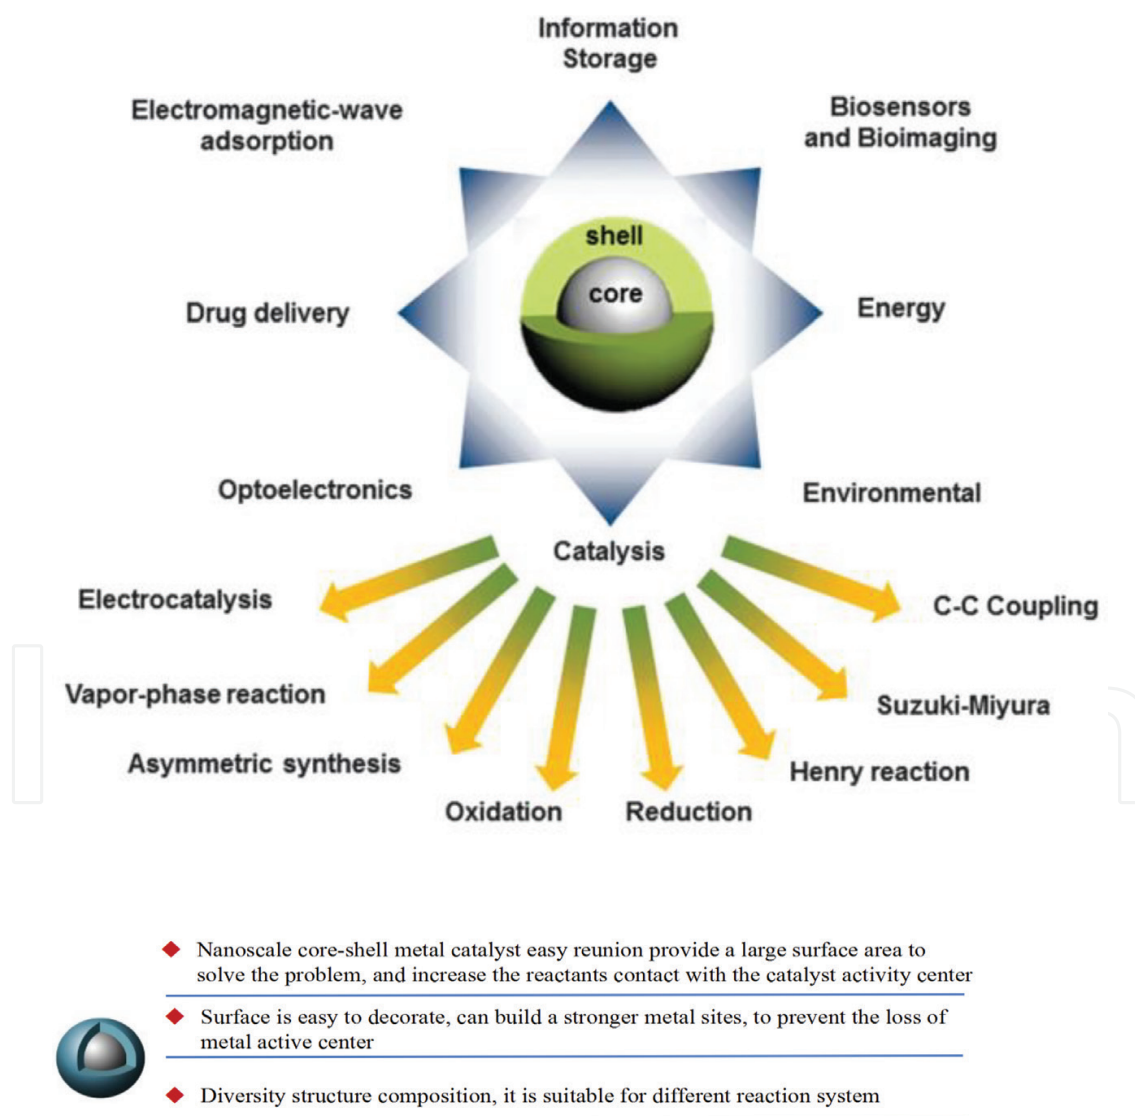 Information
Storage
Electromagnetic-wave
adsorption
Biosensors
and Bioimaging
shell
core
Drug delivery
Energy
Optoelectronics
Environmental
Catalysis
Electrocatalysis
C-C Coupling
Vapor-phase reaction
Suzuki-Miyura
Asymmetric synthesis
Henry reaction
Oxidation
Reduction
Nanoscale core-shell metal catalyst easy reunion provide a large surface area to
solve the problem, and increase the reactants contact with the catalyst activity center
Surface is easy to decorate, can build a stronger metal sites, to prevent the loss of
metal active center
Diversity structure composition, it is suitable for different reaction system